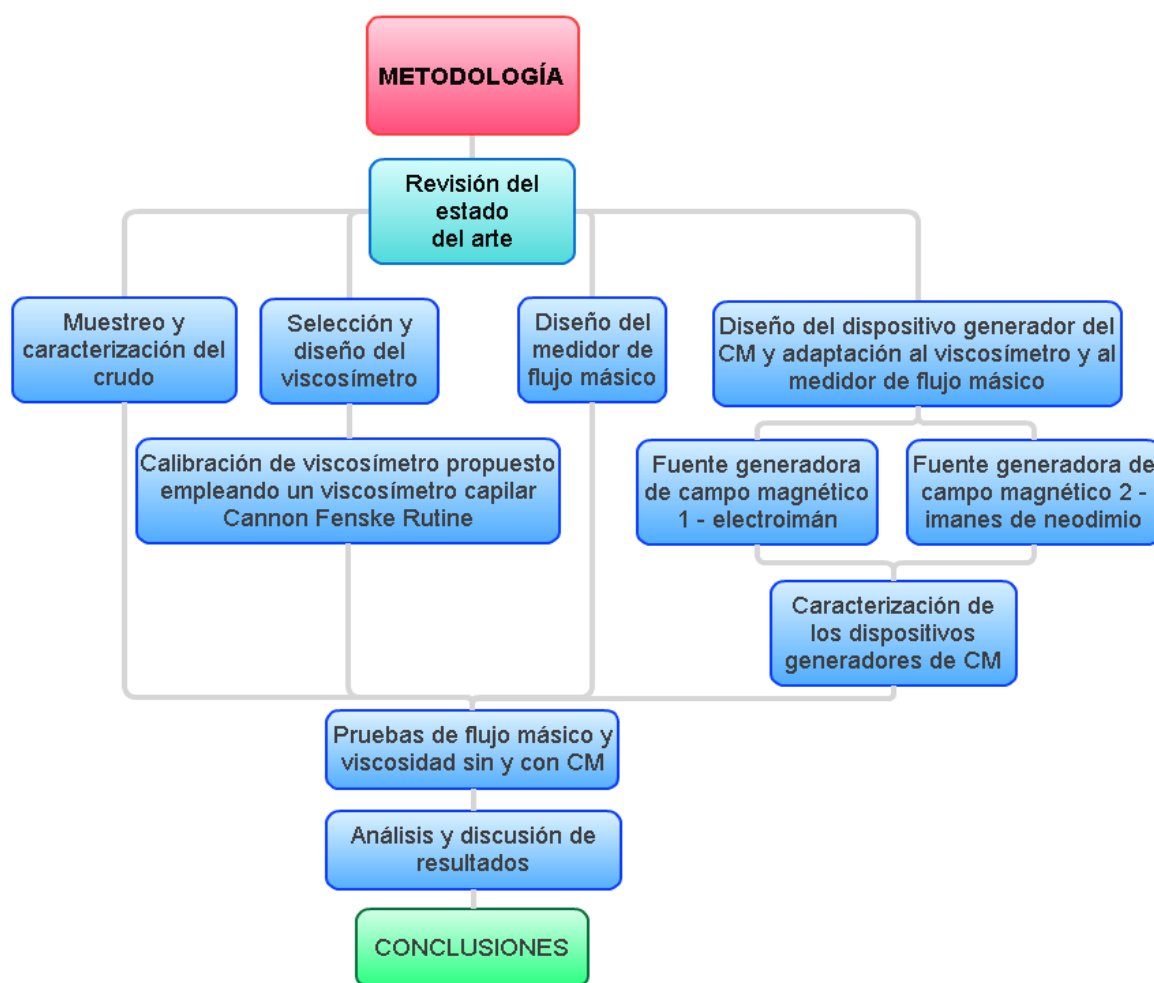 METODOLOGÍA
Revisión del
estado
del arte
Muestreo y
caracterización del
crudo
Selección y
diseño del
viscosímetro
Diseño del
medidor de
flujo másico
Diseño del dispositivo generador del
CM y adaptación al viscosímetro y al
medidor de flujo másico
Calibración de viscosímetro propuesto
empleando un viscosímetro capilar
Cannon Fenske Rutine
Fuente generadora
de campo magnético
1 - electroimán
Fuente generadora de
campo magnético 2 -
imanes de neodimio
Caracterización de
los dispositivos
generadores de CM
Pruebas de flujo másico y
viscosidad sin y con CM
Análisis y discusión de
resultados
CONCLUSIONES